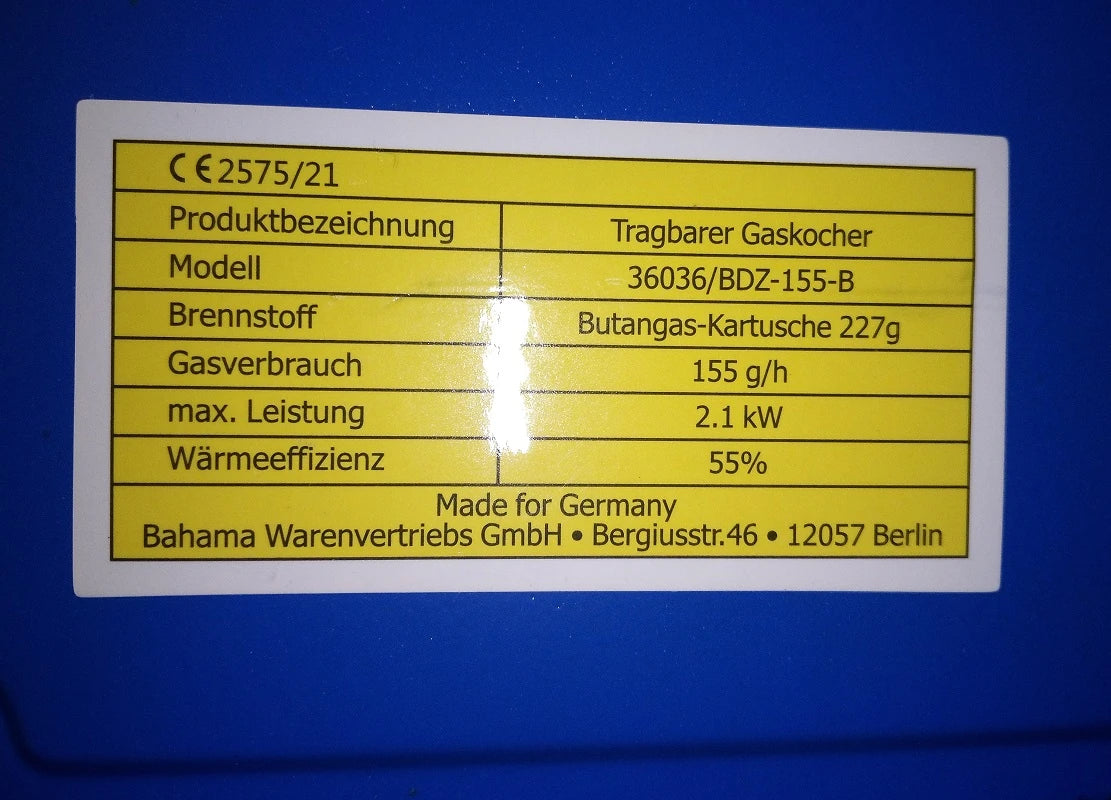 CE 2575/21
Produktbezeichnung Tragbarer Gaskocher
Modell 36036/BDZ-155-B
Brennstoff Butangas-Kartusche 227g
Gasverbrauch 155 g/h
max. Leistung 2.1 kW
Wärmeeffizienz 55%
Made for Germany
Bahama Warenvertriebs GmbH • Bergiusstr.46 • 12057 Berlin